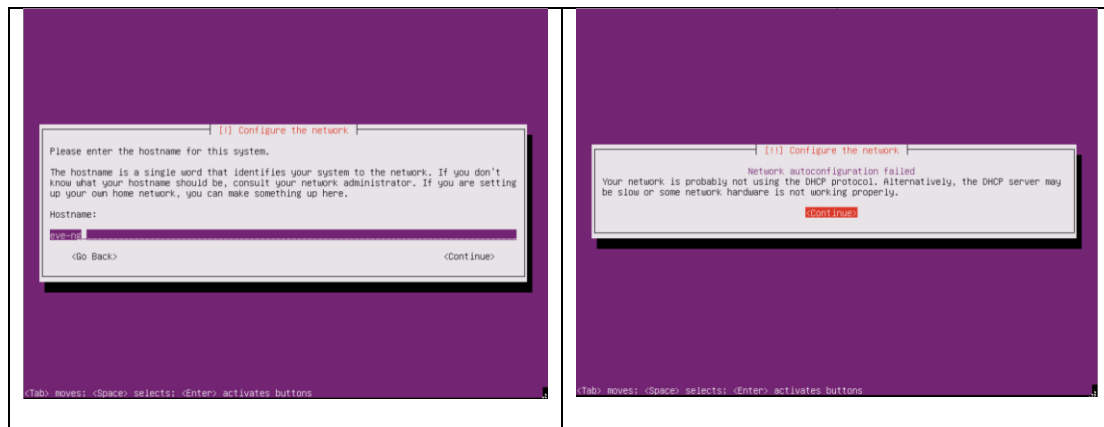 [!] Configure the network
Please enter the hostname for this system.
The hostname is a single word that identifies your system to the network. If you don't
know what your hostname should be, consult your network administrator. If you are setting
up your own home network, you can make something up here.
Hostname:
eve-ng
<Go Back> <Continue>
<Tab> moves; <Space> selects; <Enter> activates buttons
[!!] Configure the network
Network autoconfiguration failed
Your network is probably not using the DHCP protocol. Alternatively, the DHCP server may
be slow or some network hardware is not working properly.
<Continue>
<Tab> moves; <Space> selects; <Enter> activates buttons